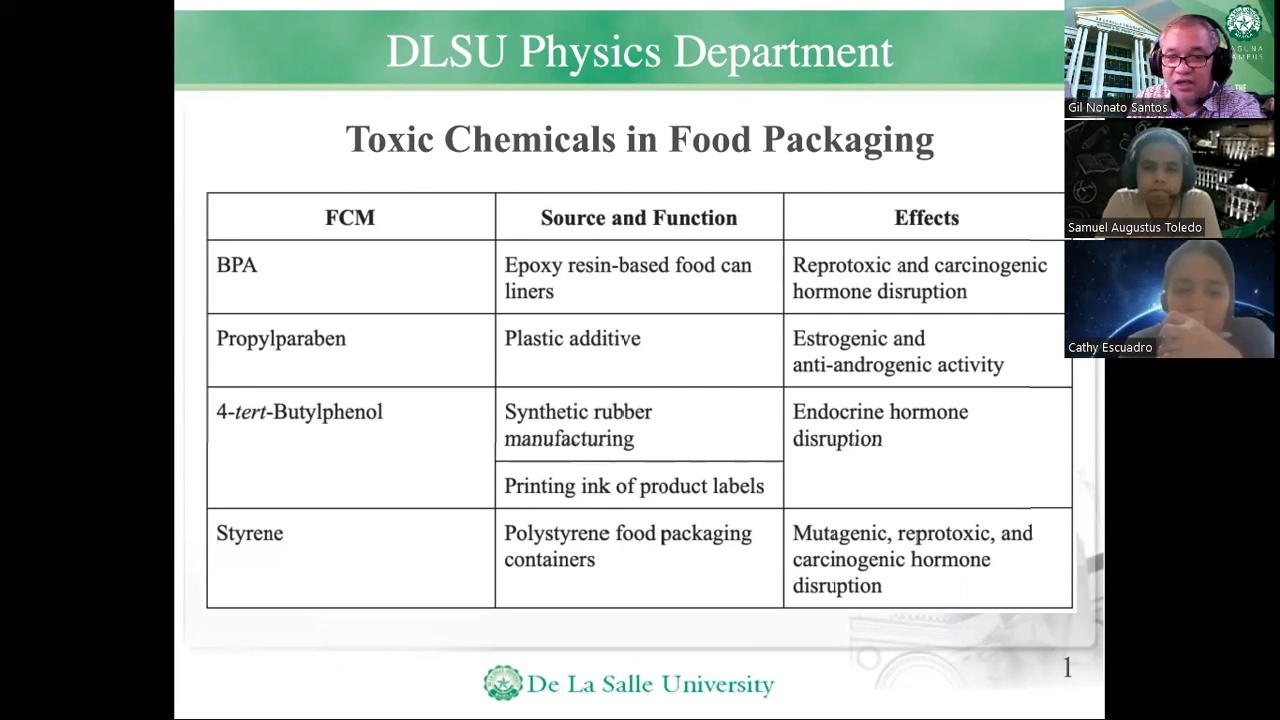 DLSU Physics Department
Toxic Chemicals in Food Packaging
FCM
Source and Function
Effects
BPA
Epoxy resin-based food can
liners
Reprotoxic and carcinogenic
hormone disruption
Propylparaben
Plastic additive
Estrogenic and
anti-androgenic activity
4-tert-Butylphenol
Synthetic rubber
manufacturing
Printing ink of product labels
Endocrine hormone
disruption
Styrene
Polystyrene food packaging
containers
Mutagenic, reprotoxic, and
carcinogenic hormone
disruption
De La Salle University
1
Gil Nonato Santos
Samuel Augustus Toledo
Cathy Escuadro